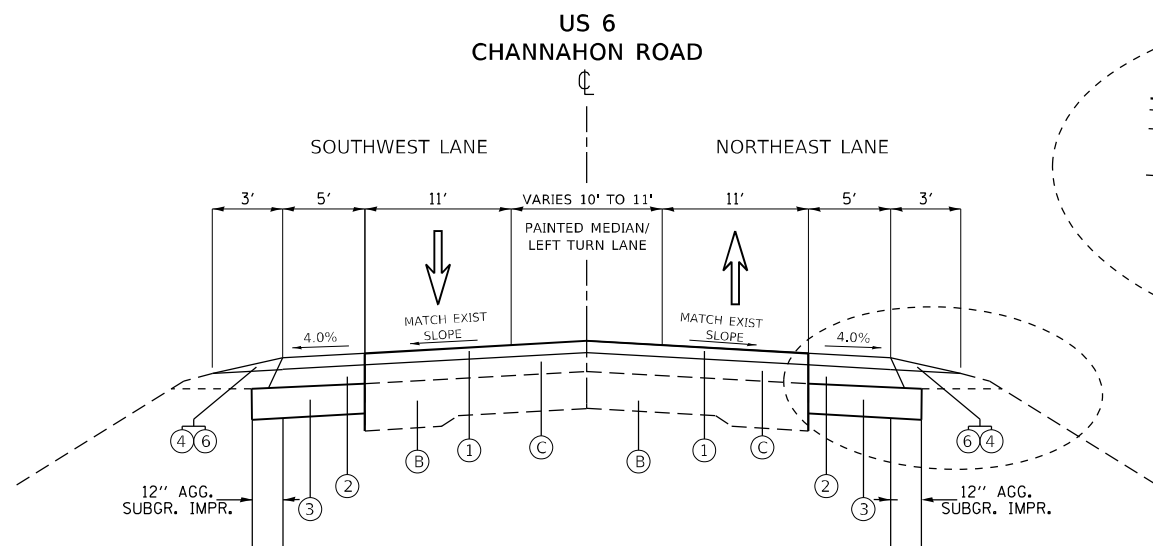 US 6
CHANNAHON ROAD
℄
SOUTHWEST LANE
NORTHEAST LANE
3' 5' 11' VARIES 10' TO 11' 11' 5' 3'
PAINTED MEDIAN/
LEFT TURN LANE
MATCH EXIST
SLOPE
MATCH EXIST
SLOPE
4.0%
4.0%
4 6
6 4
B 1 C
B 1 C
2
2
3
3
12'' AGG.
SUBGR. IMPR.
12'' AGG.
SUBGR. IMPR.